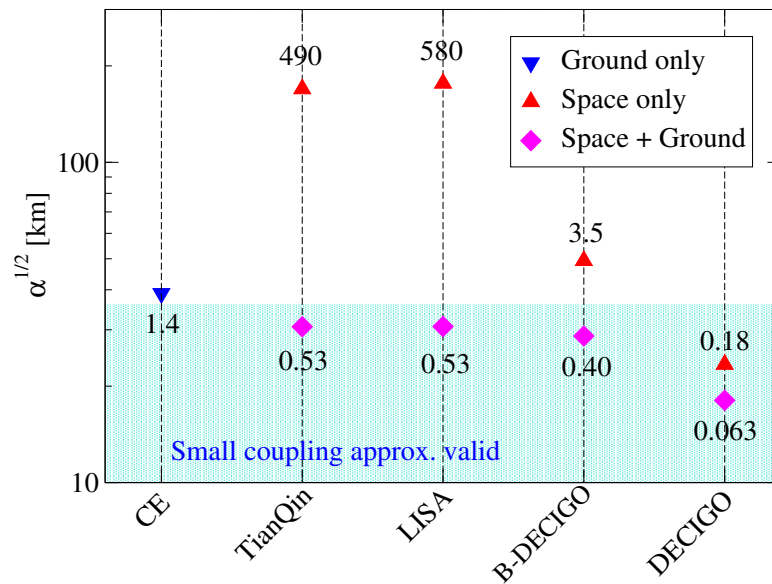 490
580
Ground only
Space only
Space + Ground
100
α^{1/2} [km]
3.5
1.4
0.53
0.53
0.40
0.18
0.063
Small coupling approx. valid
10
CE
TianQin
LISA
B-DECIGO
DECIGO